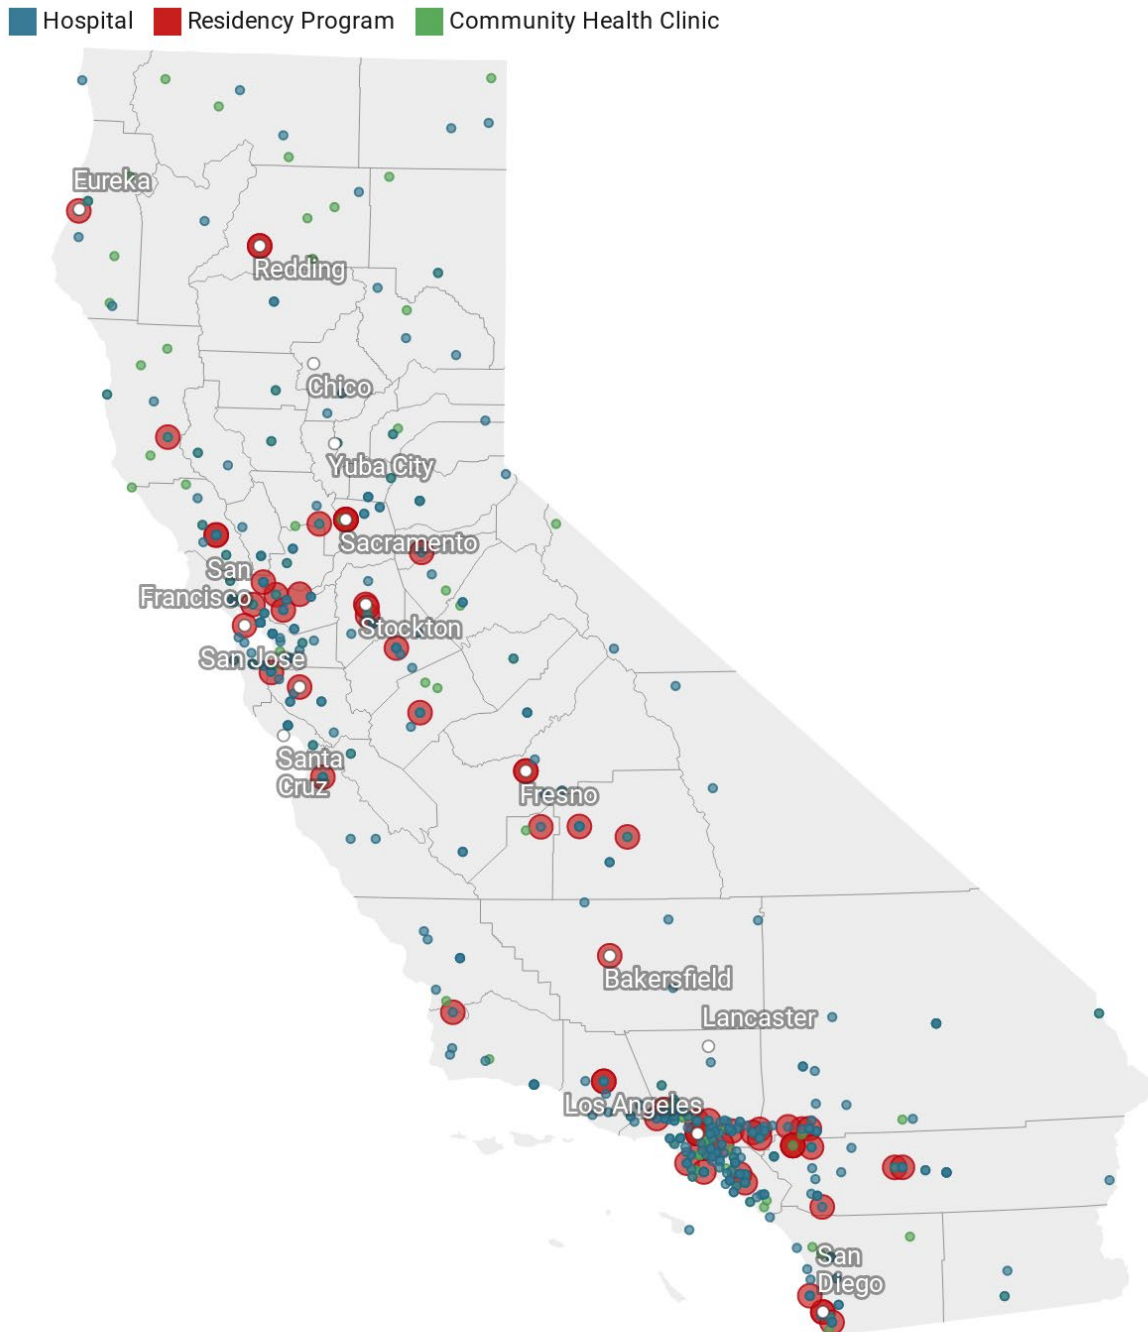 Hospital Residency Program Community Health Clinic
Eureka
Redding
Chico
Yuba City
Sacramento
San
Francisco
Stockton
San Jose
Santa
Cruz
Fresno
Bakersfield
Lancaster
Los Angeles
San
Diego